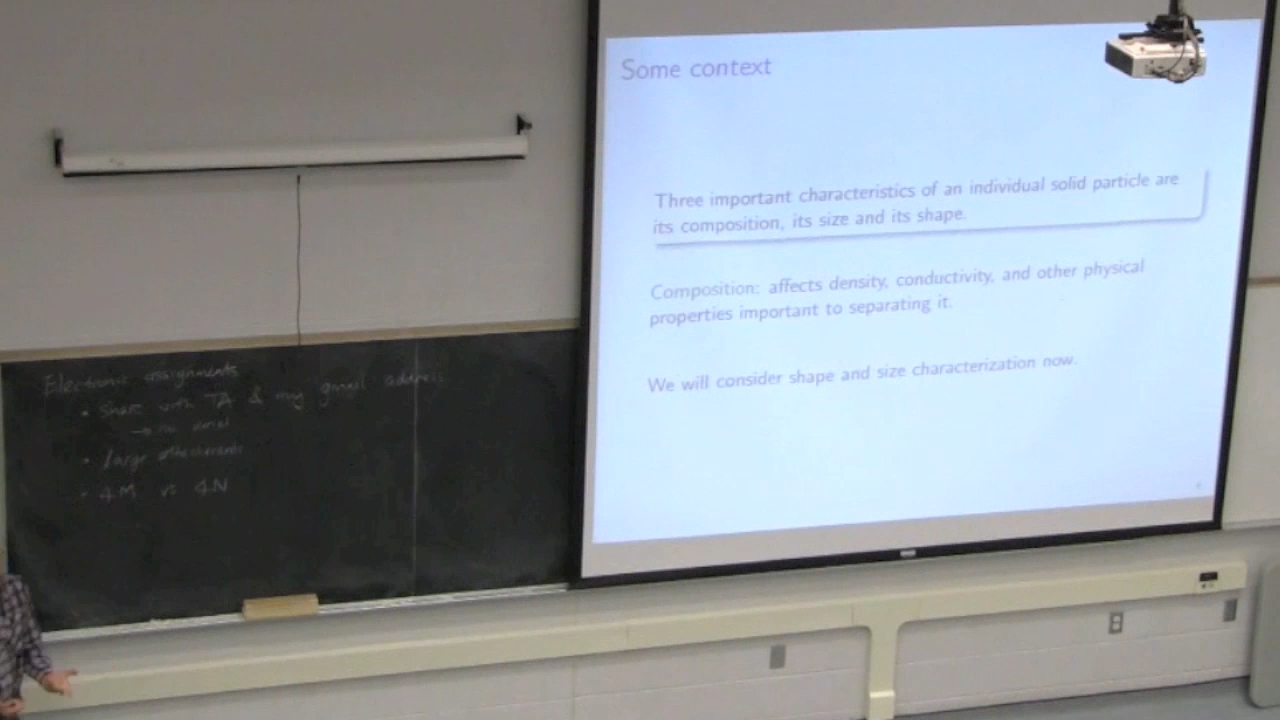 Some context
Three important characteristics of an individual solid particle are
its composition, its size and its shape.
Composition: affects density, conductivity, and other physical
properties important to separating it.
We will consider shape and size characterization now.
Electronic assignments
• share with TA & my gmail address
• large attachments
• 4M vs 4N